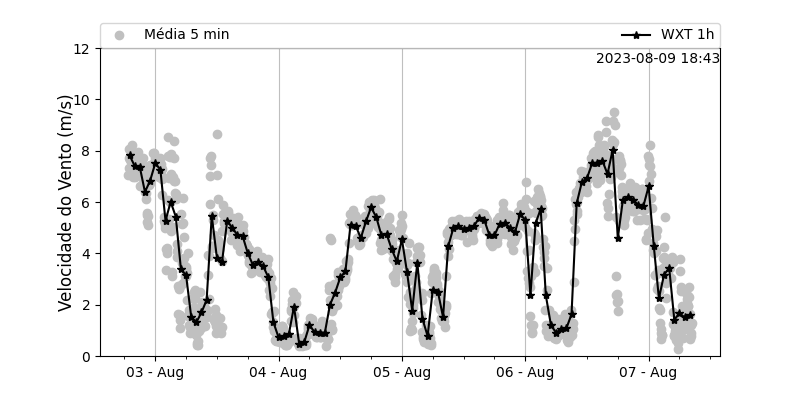 Média 5 min
WXT 1h
2023-08-09 18:43
Velocidade do Vento (m/s)
12
10
8
6
4
2
0
03 - Aug
04 - Aug
05 - Aug
06 - Aug
07 - Aug